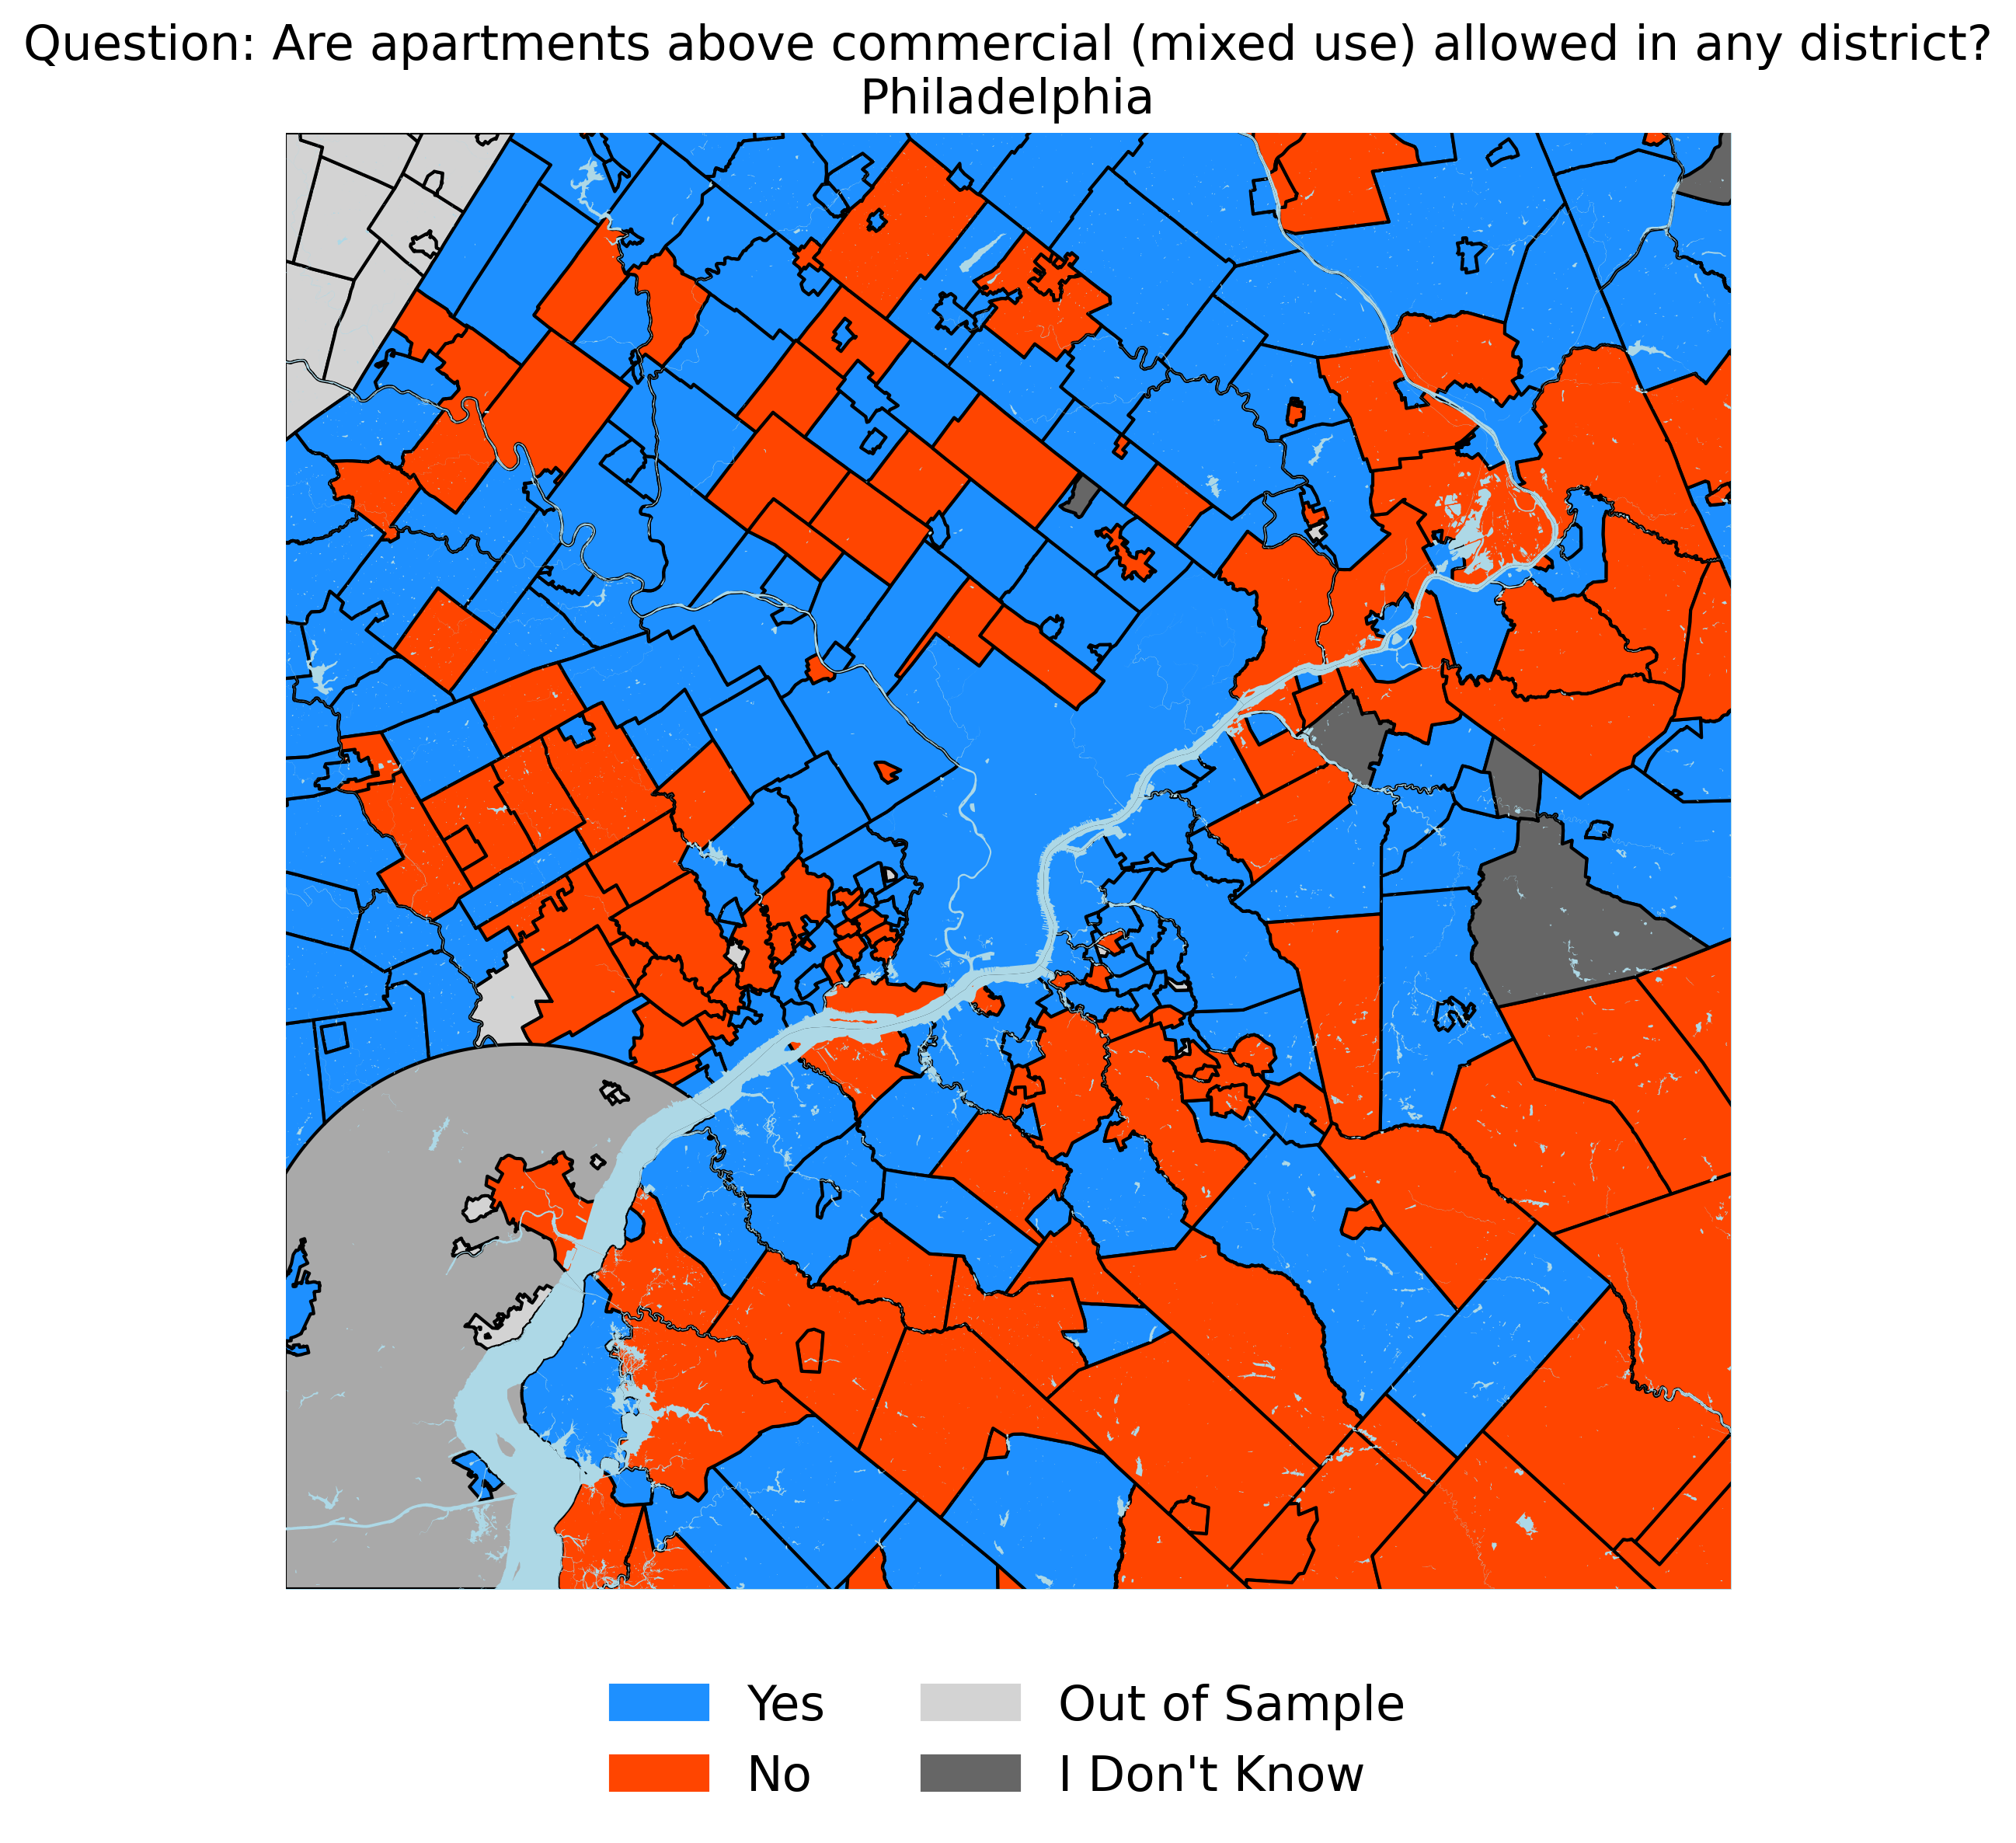 Question: Are apartments above commercial (mixed use) allowed in any district?
Philadelphia
Yes
No
Out of Sample
I Don't Know